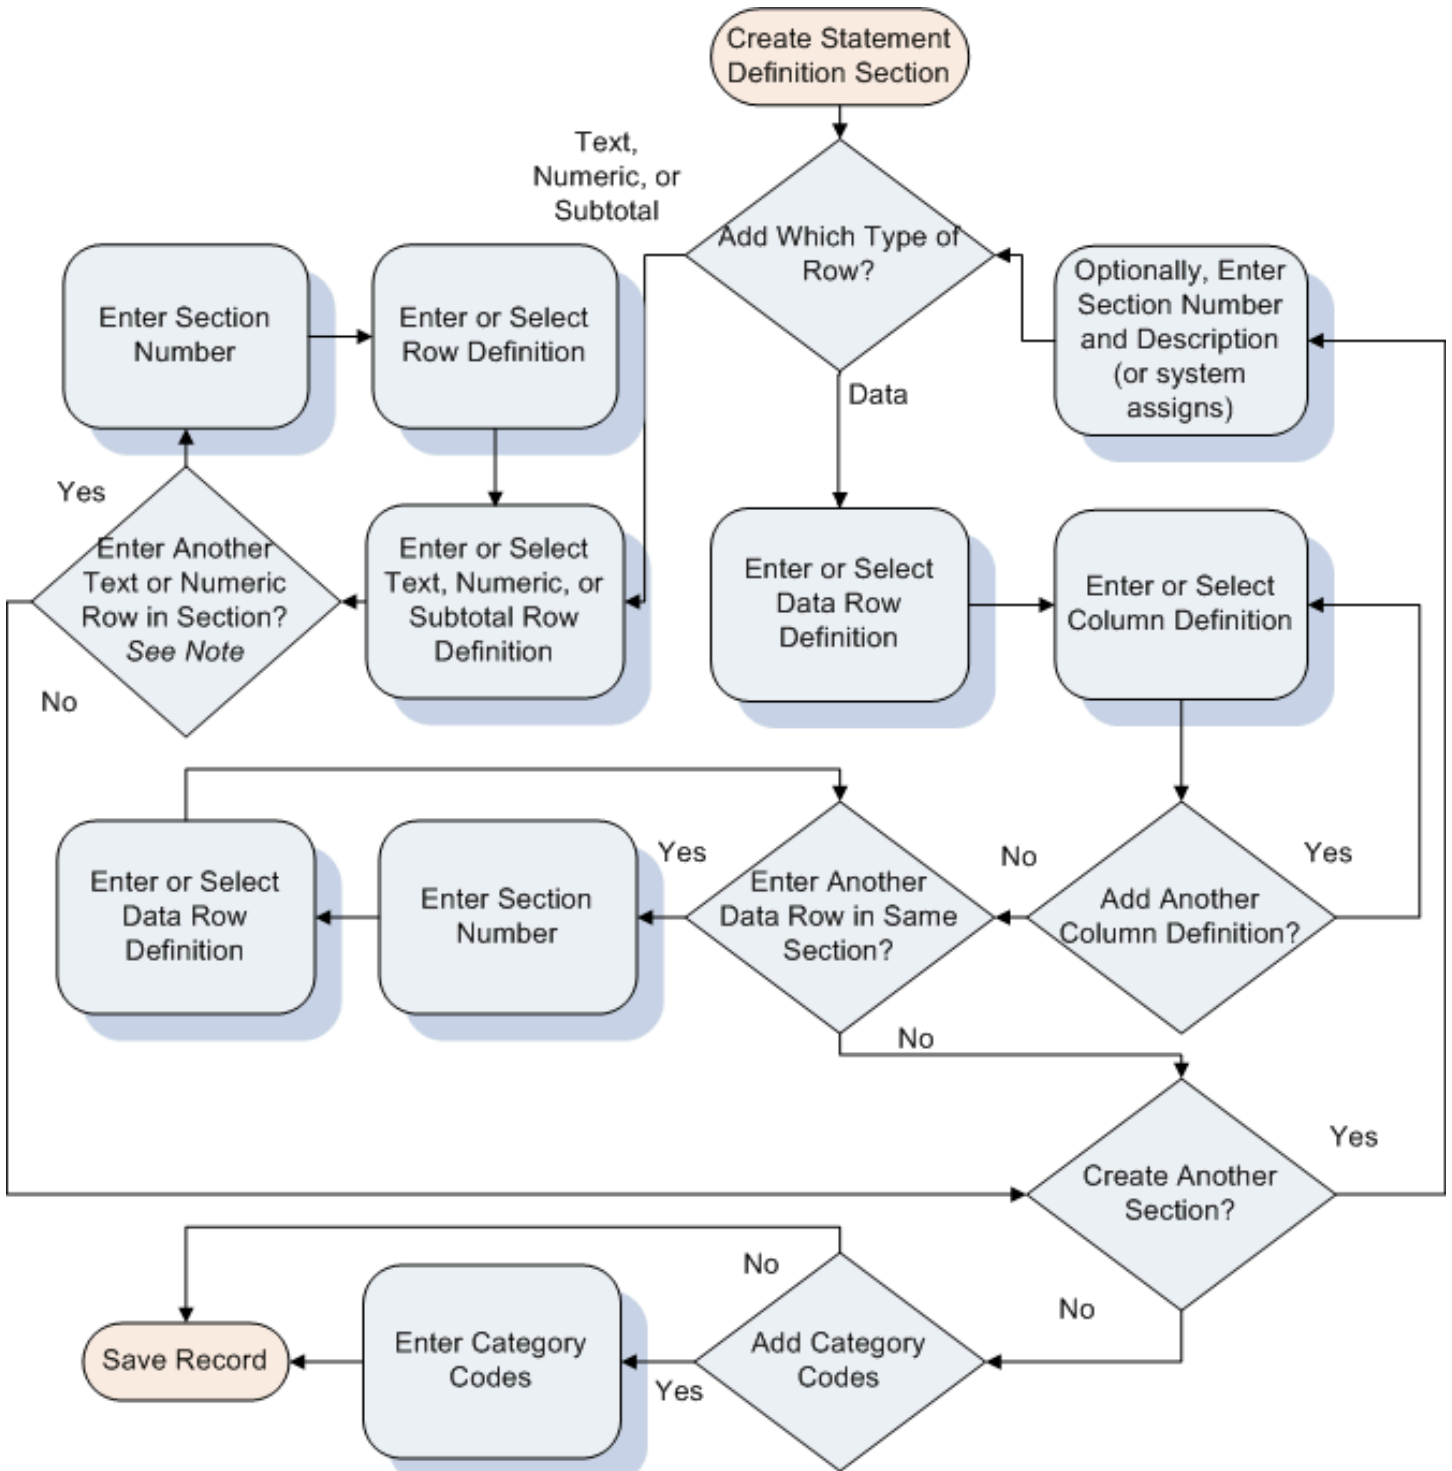 Create Statement
Definition Section
Text,
Numeric, or
Subtotal
Add Which Type of
Row?
Optionally, Enter
Section Number
and Description
(or system
assigns)
Enter Section
Number
Enter or Select
Row Definition
Data
Yes
Enter Another
Text or Numeric
Row in Section?
See Note
No
Enter or Select
Text, Numeric, or
Subtotal Row
Definition
Enter or Select
Data Row
Definition
Enter or Select
Column Definition
Enter or Select
Data Row
Definition
Enter Section
Number
Yes
Enter Another
Data Row in Same
Section?
No
Add Another
Column Definition?
Yes
No
Create Another
Section?
Yes
No
No
Add Category
Codes
Yes
Enter Category
Codes
Save Record